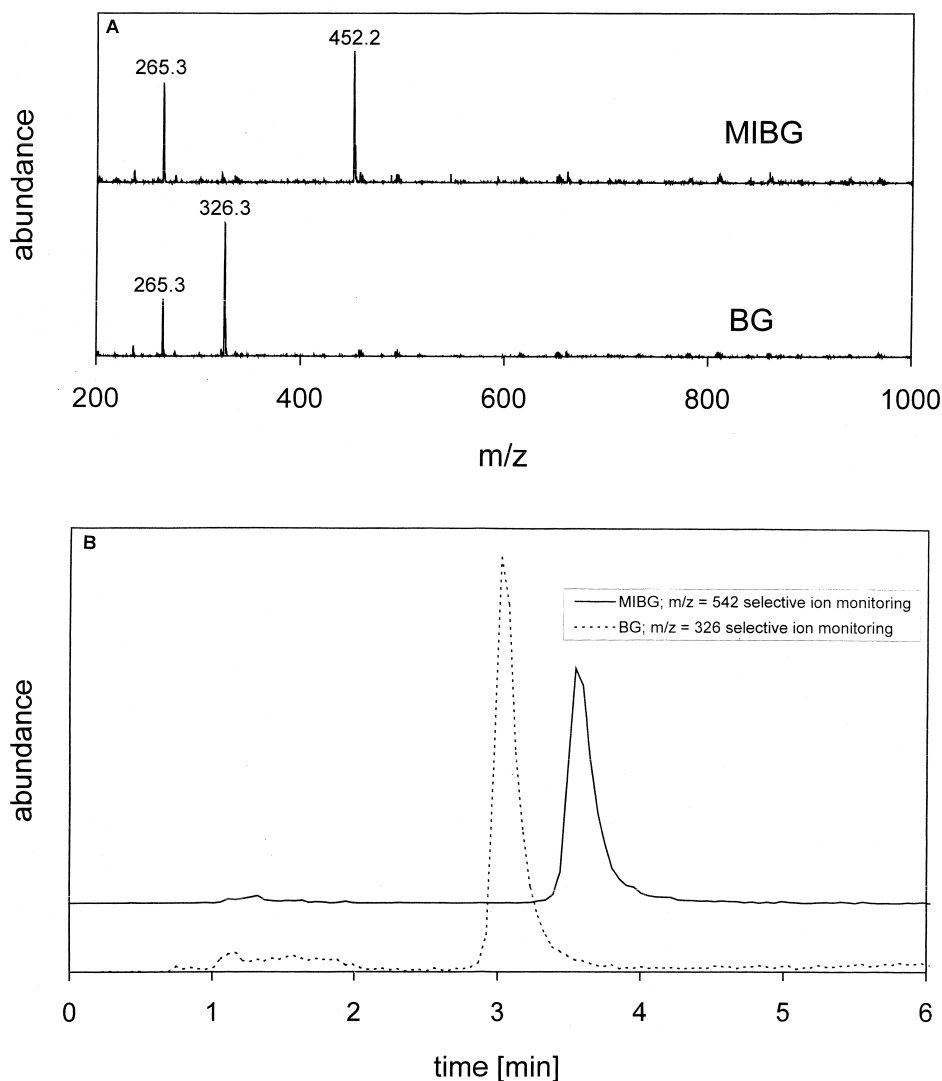 A
452.2
265.3
MIBG
abundance
326.3
265.3
BG
200 400 600 800 1000
m/z
B
MIBG; m/z = 542 selective ion monitoring
BG; m/z = 326 selective ion monitoring
abundance
0 1 2 3 4 5 6
time [min]